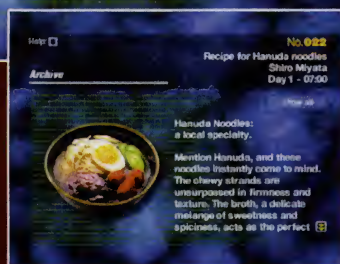 Help:
No.022
Recipe for Hanuda noodles
Shiro Miyata
Day 1 - 07:00
Archive
Hanuda Noodles:
a local specialty.
Mention Hanuda, and these
noodles instantly come to mind.
The chewy strands are
unsurpassed in firmness and
texture. The broth, a delicate
melange of sweetness and
spiciness, acts as the perfect